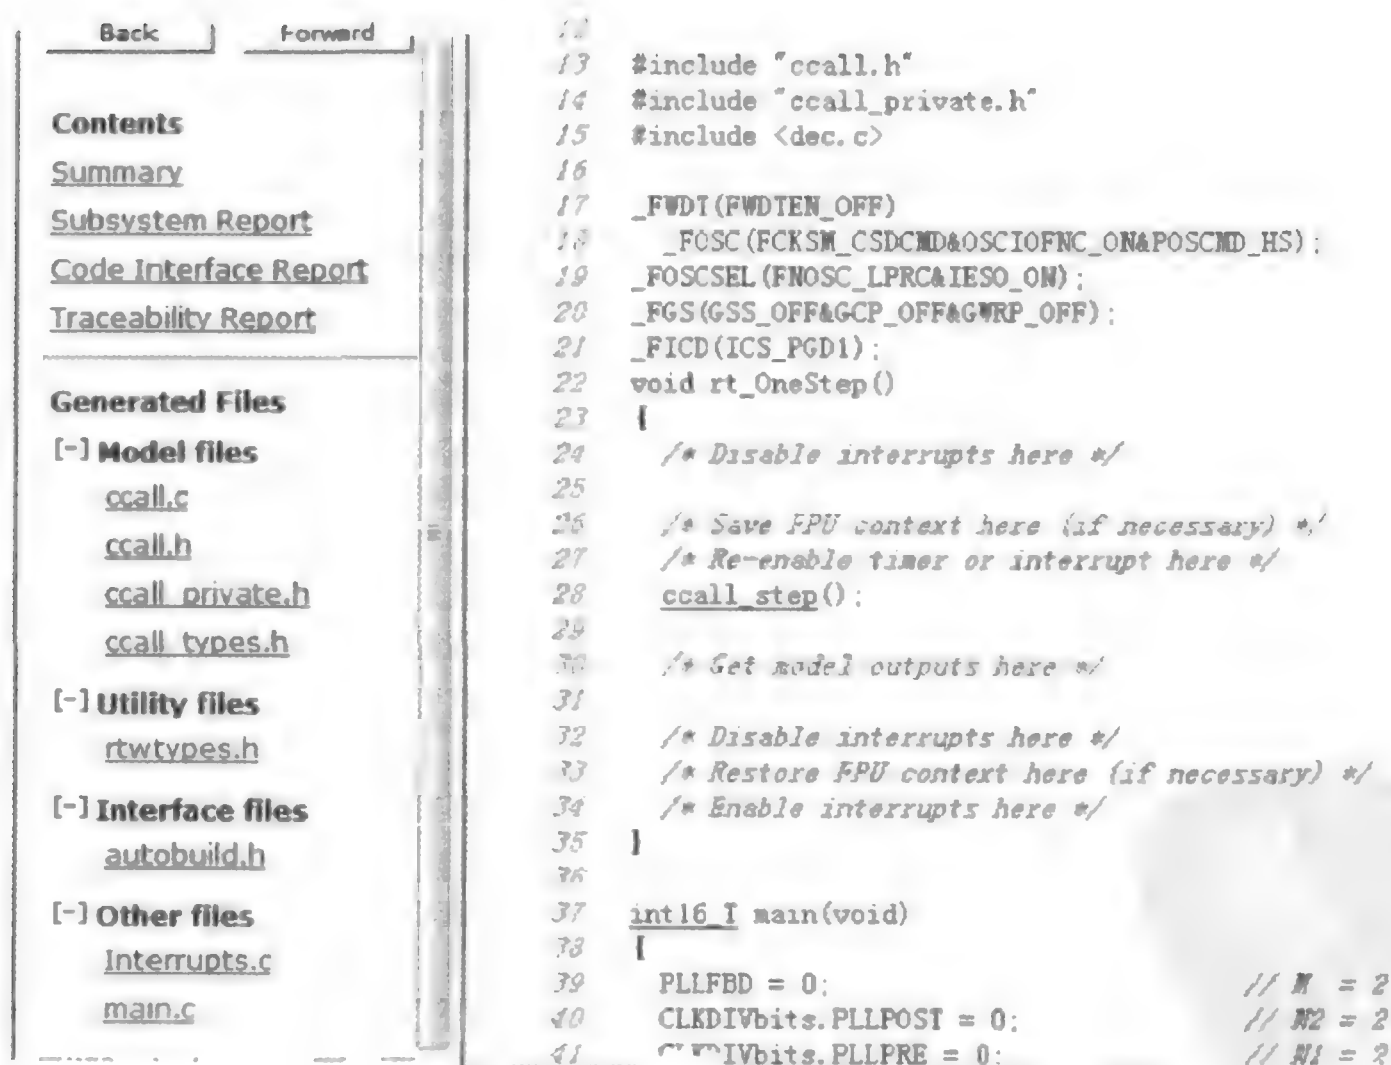 Back Forward
Contents
Summary
Subsystem Report
Code Interface Report
Traceability Report
Generated Files
[-] Model files
ccall.c
ccall.h
ccall_private.h
ccall_types.h
[-] Utility files
rtwtypes.h
[-] Interface files
autobuild.h
[-] Other files
Interrupts.c
main.c
12
13 #include "ccall.h"
14 #include "ccall_private.h"
15 #include <dec.c>
16
17 _FWDT(FWDTEN_OFF)
18 _FOSC(FCKSM_CSDCMD&OSCIOFNC_ON&POSCMD_HS);
19 _FOSCSEL(FNOSC_LPRC&IESO_ON);
20 _FGS(GSS_OFF&GCP_OFF&GWRP_OFF);
21 _FICD(ICS_PGD1);
22 void rt_OneStep()
23 {
24 /* Disable interrupts here */
25
26 /* Save FPU context here (if necessary) */
27 /* Re-enable timer or interrupt here */
28 ccall_step();
29
30 /* Get model outputs here */
31
32 /* Disable interrupts here */
33 /* Restore FPU context here (if necessary) */
34 /* Enable interrupts here */
35 }
36
37 int16_T main(void)
38 {
39 PLLFBD = 0; // M = 2
40 CLKDIVbits.PLLPOST = 0; // N2 = 2
41 CLKDIVbits.PLLPRE = 0; // N1 = 2